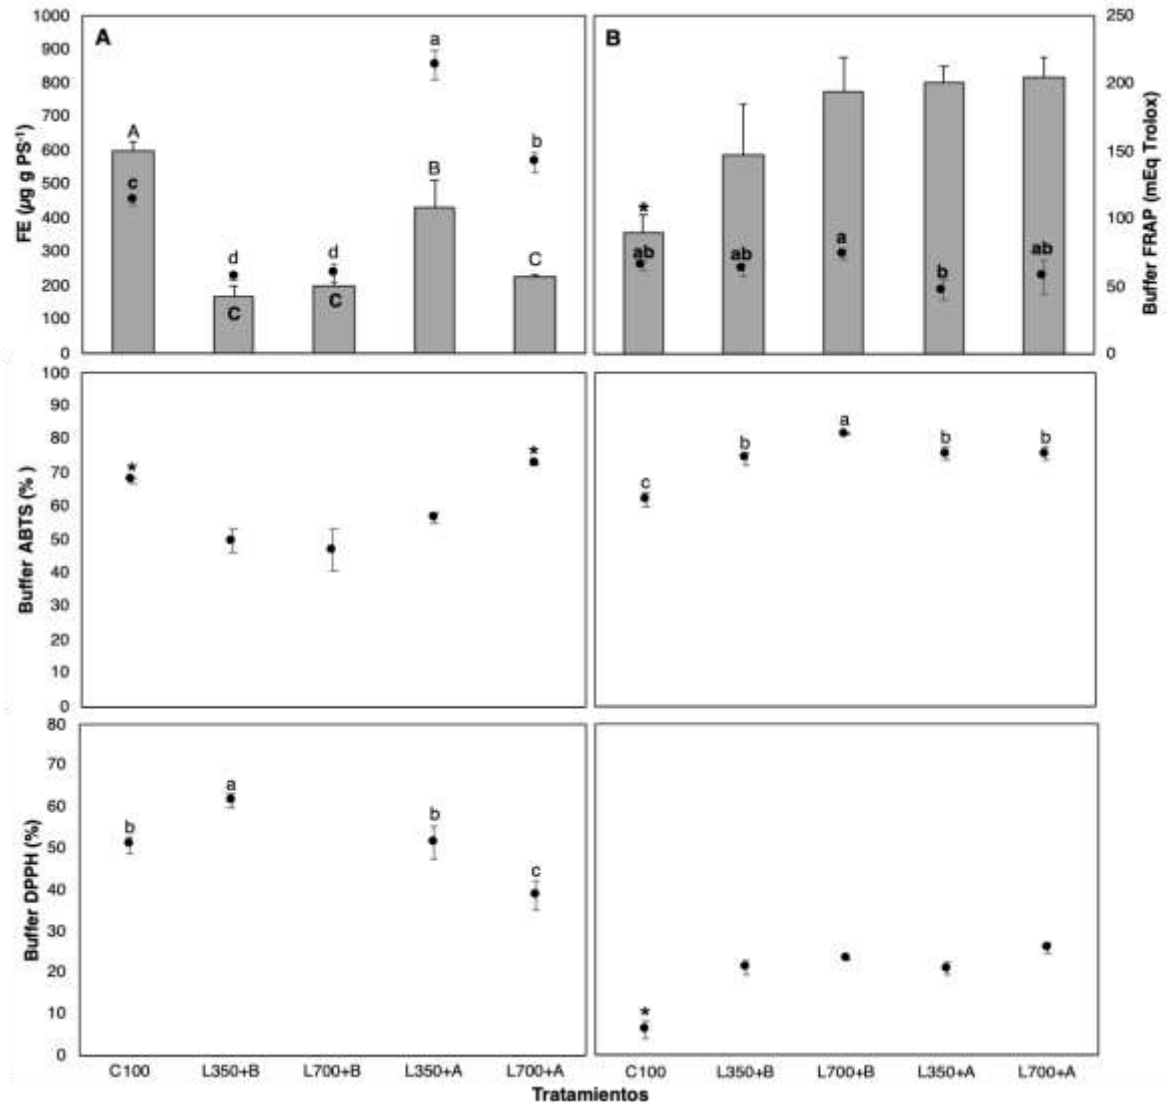 1000
900
800
700
600
500
400
300
200
100
0
FE (µg g PS⁻¹)
A
A
c
d
C
d
C
a
B
b
C
B
*
ab
ab
a
b
ab
250
200
150
100
50
0
Buffer FRAP (mEq Trolox)
100
90
80
70
60
50
40
30
20
10
0
Buffer ABTS (% )
*
*
c
b
a
b
b
80
70
60
50
40
30
20
10
0
Buffer DPPH (%)
b
a
b
c
*
C100 L350+B L700+B L350+A L700+A
C100 L350+B L700+B L350+A L700+A
Tratamientos